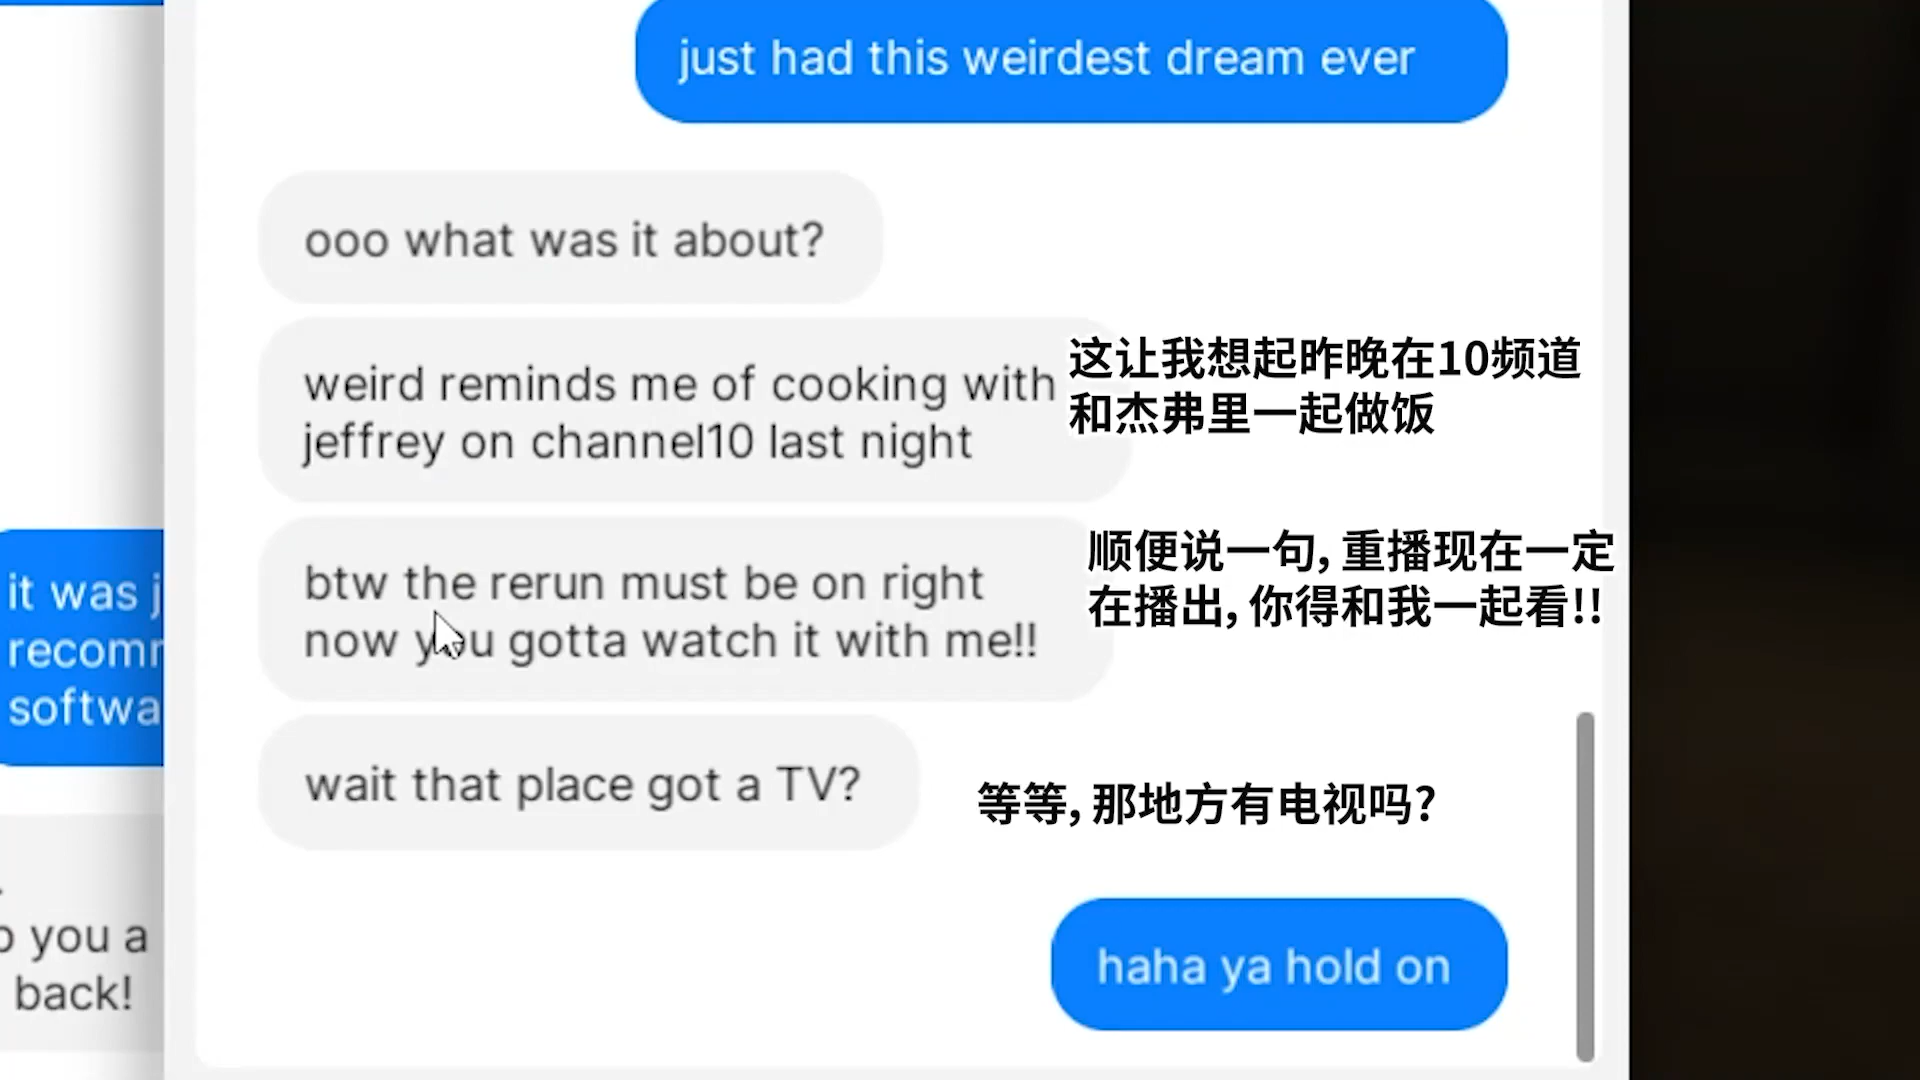 just had this weirdest dream ever
ooo what was it about?
weird reminds me of cooking with
jeffrey on channel10 last night
这让我想起昨晚在10频道
和杰弗里一起做饭
btw the rerun must be on right
now you gotta watch it with me!!
顺便说一句,重播现在一定
在播出,你得和我一起看!!
wait that place got a TV?
等等,那地方有电视吗?
haha ya hold on
it was j
recom
softwa
you a
back!